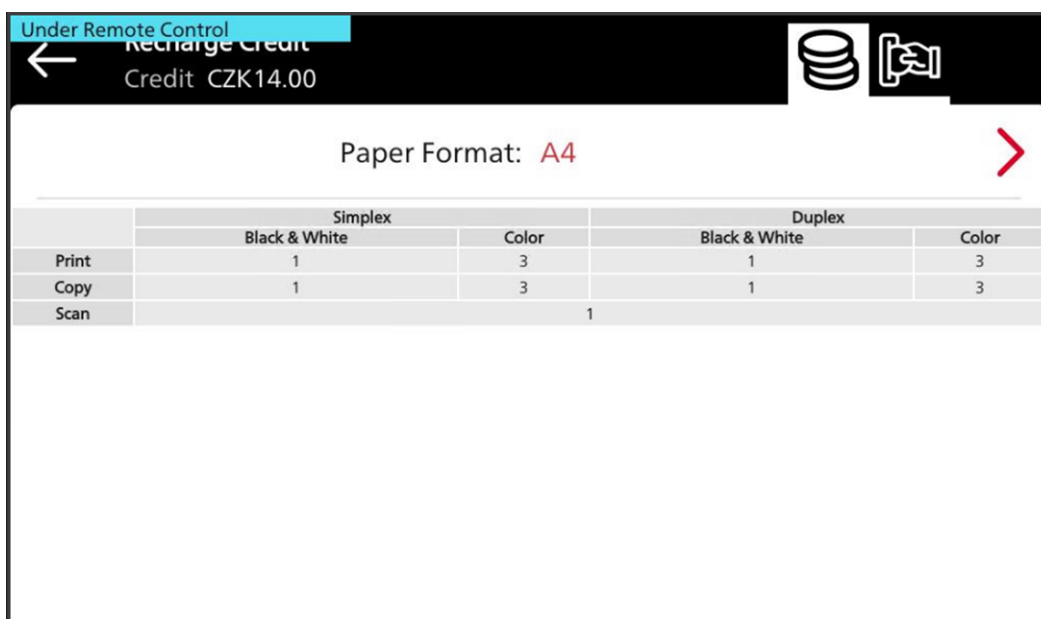 Under Remote Control
Recharge Credit
Credit CZK14.00
Paper Format: A4
Simplex Duplex
Black & White Color Black & White Color
Print 1 3 1 3
Copy 1 3 1 3
Scan 1